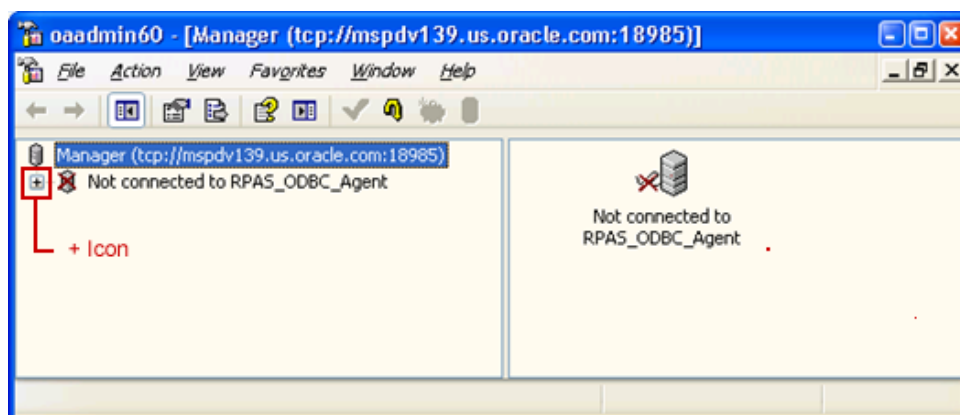 oaadmin60 - [Manager (tcp://mspdv139.us.oracle.com:18985)]
File Action View Favorites Window Help
Manager (tcp://mspdv139.us.oracle.com:18985)
Not connected to RPAS_ODBC_Agent
+ Icon
Not connected to
RPAS_ODBC_Agent